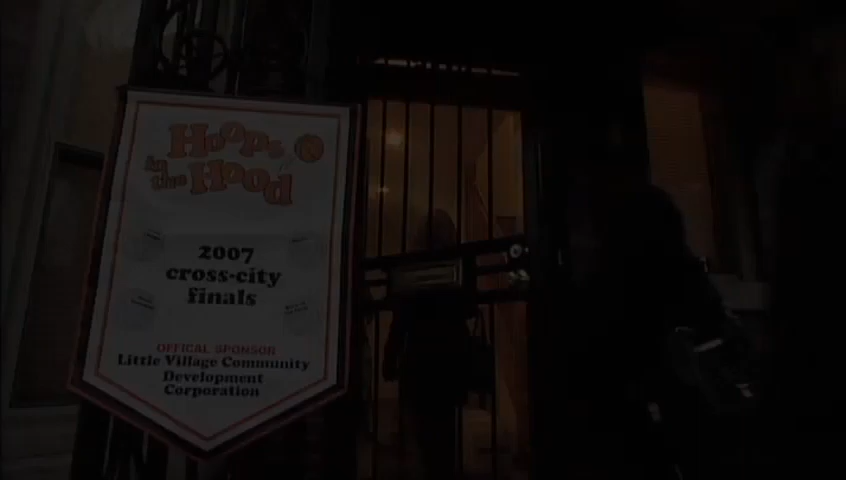 Hoops
in the Hood
2007
cross-city
finals
OFFICAL SPONSOR
Little Village Community
Development
Corporation